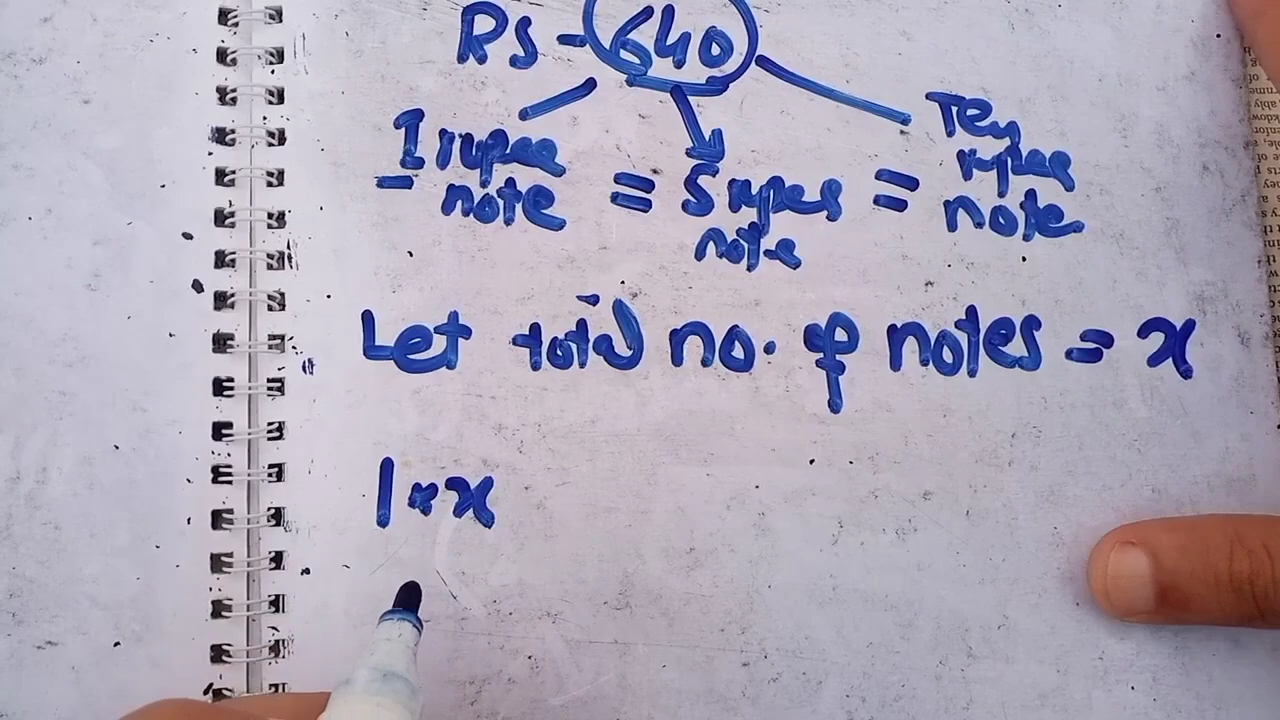 Rs - 640
1 rupee = 5 rupee = Ten
note note rupee
note
Let total no. of notes = x
1 * x